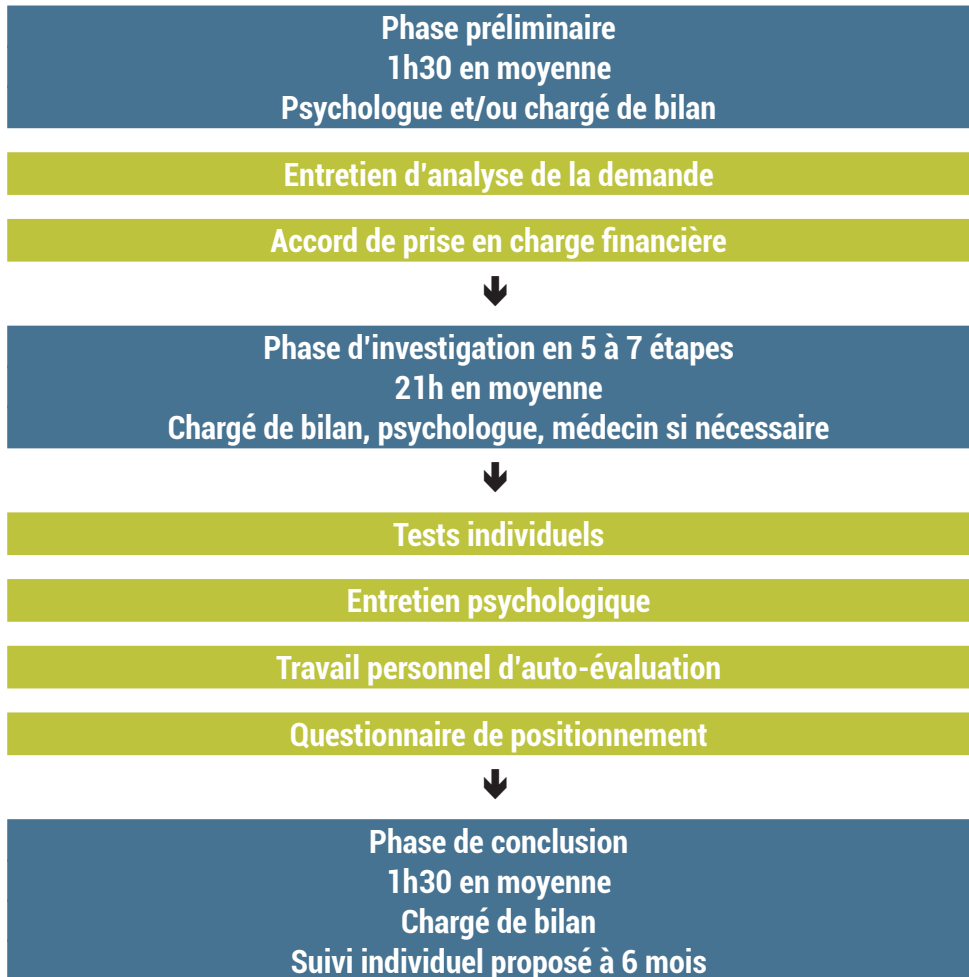 Phase préliminaire
1h30 en moyenne
Psychologue et/ou chargé de bilan
Entretien d'analyse de la demande
Accord de prise en charge financière
Phase d'investigation en 5 à 7 étapes
21h en moyenne
Chargé de bilan, psychologue, médecin si nécessaire
Tests individuels
Entretien psychologique
Travail personnel d'auto-évaluation
Questionnaire de positionnement
Phase de conclusion
1h30 en moyenne
Chargé de bilan
Suivi individuel proposé à 6 mois